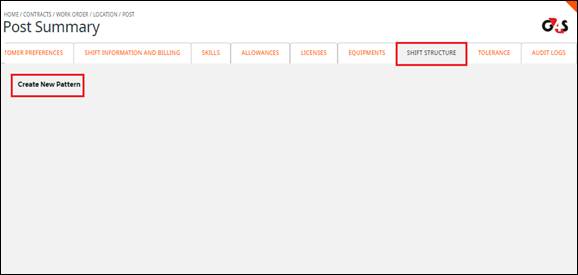 HOME / CONTRACTS / WORK ORDER / LOCATION / POST
Post Summary
G4S
TOMER PREFERENCES SHIFT INFORMATION AND BILLING SKILLS ALLOWANCES LICENSES EQUIPMENTS SHIFT STRUCTURE TOLERANCE AUDIT LOGS
Create New Pattern